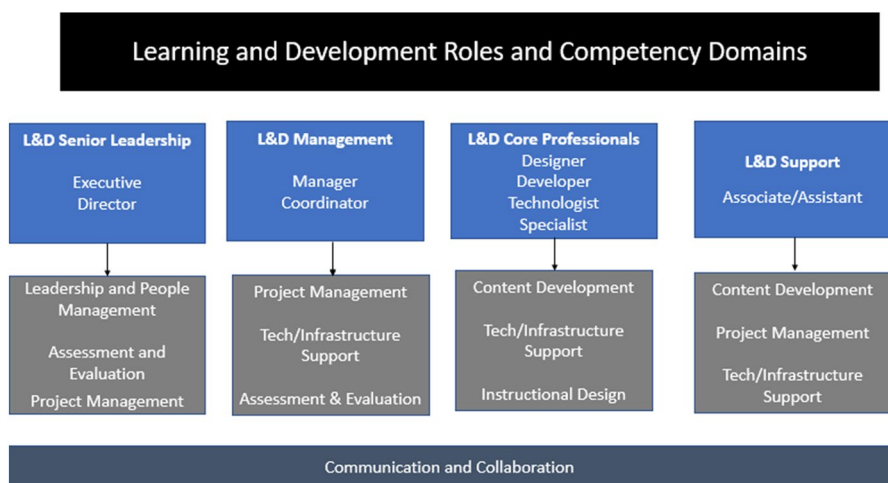 Learning and Development Roles and Competency Domains
L&D Senior Leadership
Executive
Director
L&D Management
Manager
Coordinator
L&D Core Professionals
Designer
Developer
Technologist
Specialist
L&D Support
Associate/Assistant
Leadership and People
Management
Assessment and
Evaluation
Project Management
Project Management
Tech/Infrastructure
Support
Assessment & Evaluation
Content Development
Tech/Infrastructure
Support
Instructional Design
Content Development
Project Management
Tech/Infrastructure
Support
Communication and Collaboration